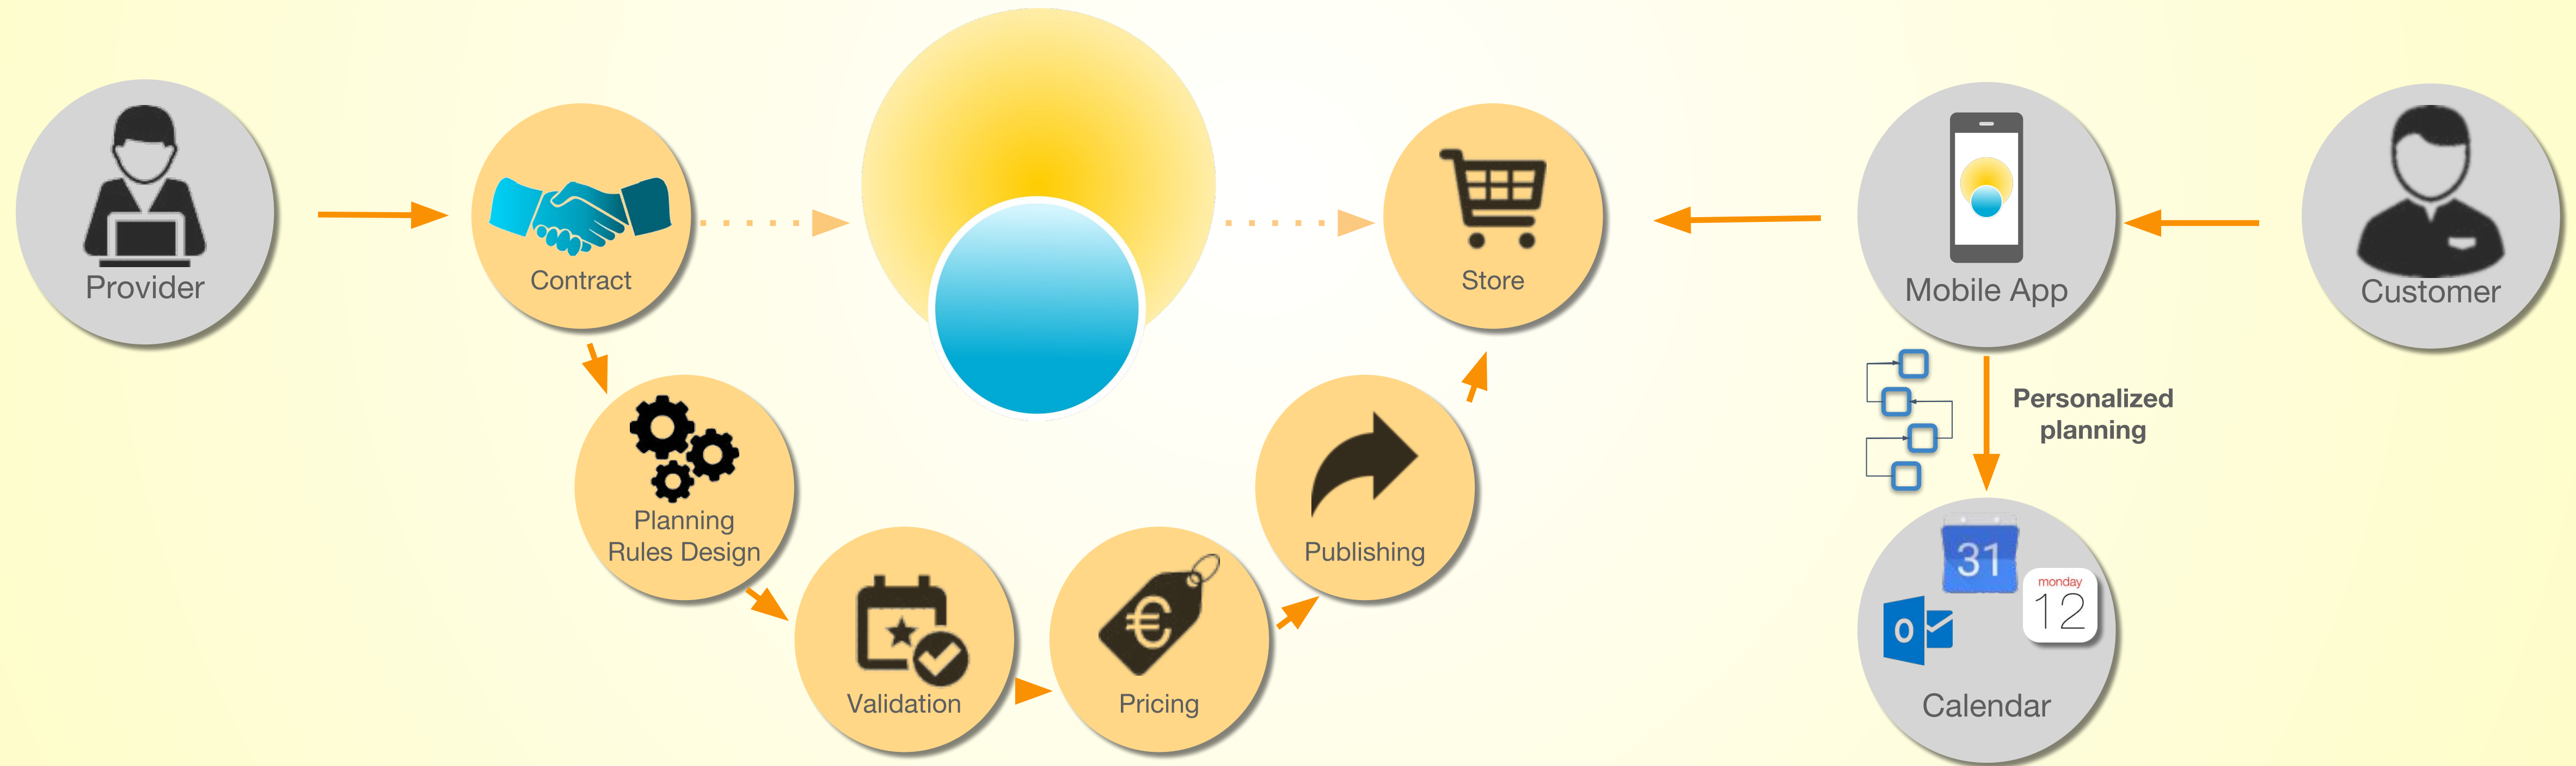 Provider
Contract
Store
Mobile App
Customer
Planning
Rules Design
Validation
€
Pricing
Publishing
Personalized
planning
31
monday
12
O
Calendar